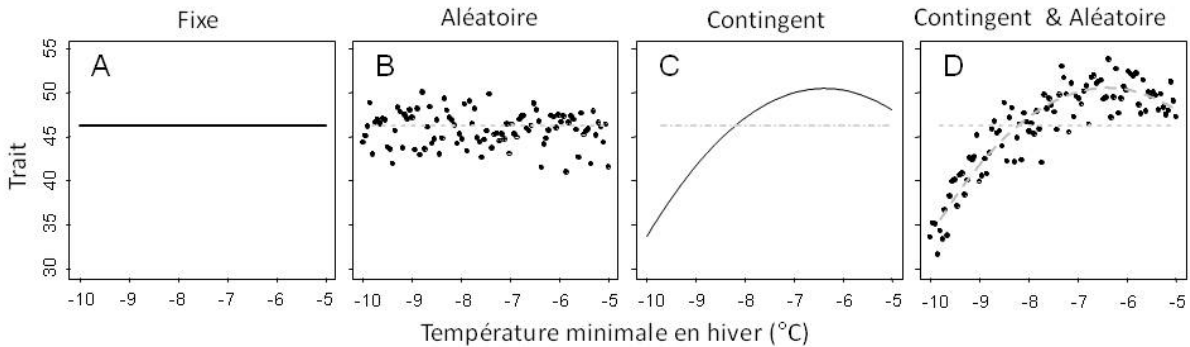 Fixe Aléatoire Contingent Contingent & Aléatoire
A B C D
Trait
55
50
45
40
35
30
-10 -9 -8 -7 -6 -5 -10 -9 -8 -7 -6 -5 -10 -9 -8 -7 -6 -5 -10 -9 -8 -7 -6 -5
Température minimale en hiver (°C)